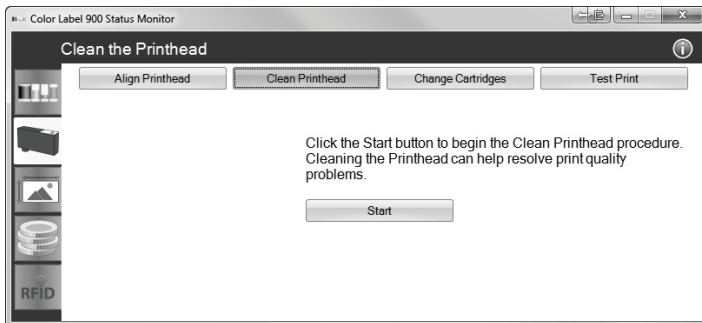 Color Label 900 Status Monitor
Clean the Printhead
Align Printhead
Clean Printhead
Change Cartridges
Test Print
Click the Start button to begin the Clean Printhead procedure.
Cleaning the Printhead can help resolve print quality
problems.
Start
RFID